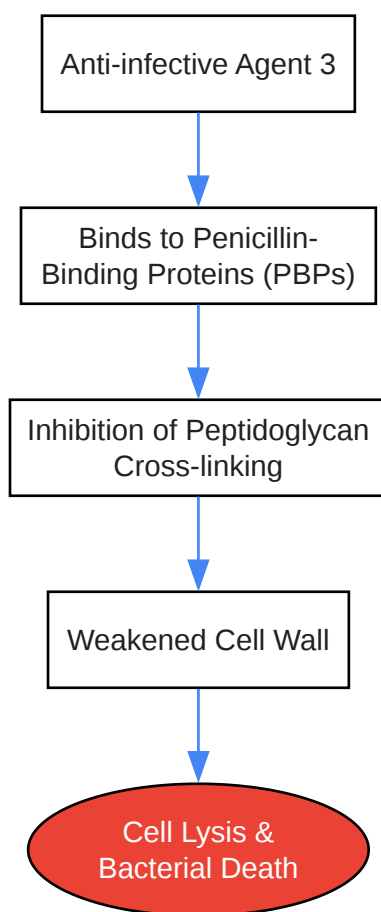 Anti-infective Agent 3
Binds to Penicillin-
Binding Proteins (PBPs)
Inhibition of Peptidoglycan
Cross-linking
Weakened Cell Wall
Cell Lysis &
Bacterial Death